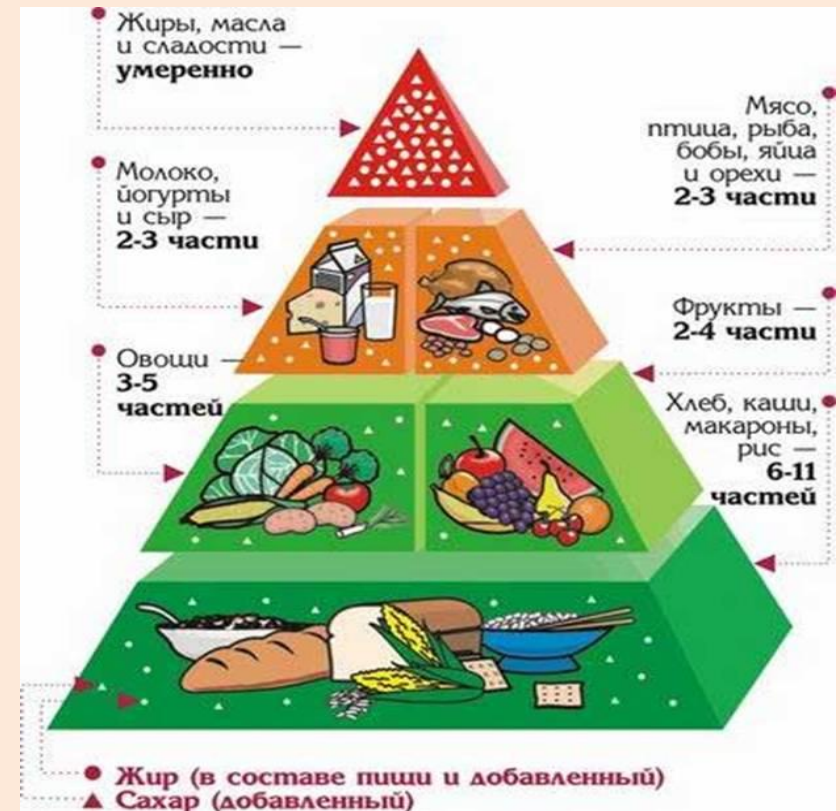 Жиры, масла
и сладости —
умеренно
Молоко,
йогурты
и сыр —
2-3 части
Овощи —
3-5
частей
Мясо,
птица, рыба,
бобы, яйца
и орехи —
2-3 части
Фрукты —
2-4 части
Хлеб, каши,
макароны,
рис —
6-11
частей
Жир (в составе пищи и добавленный)
Сахар (добавленный)